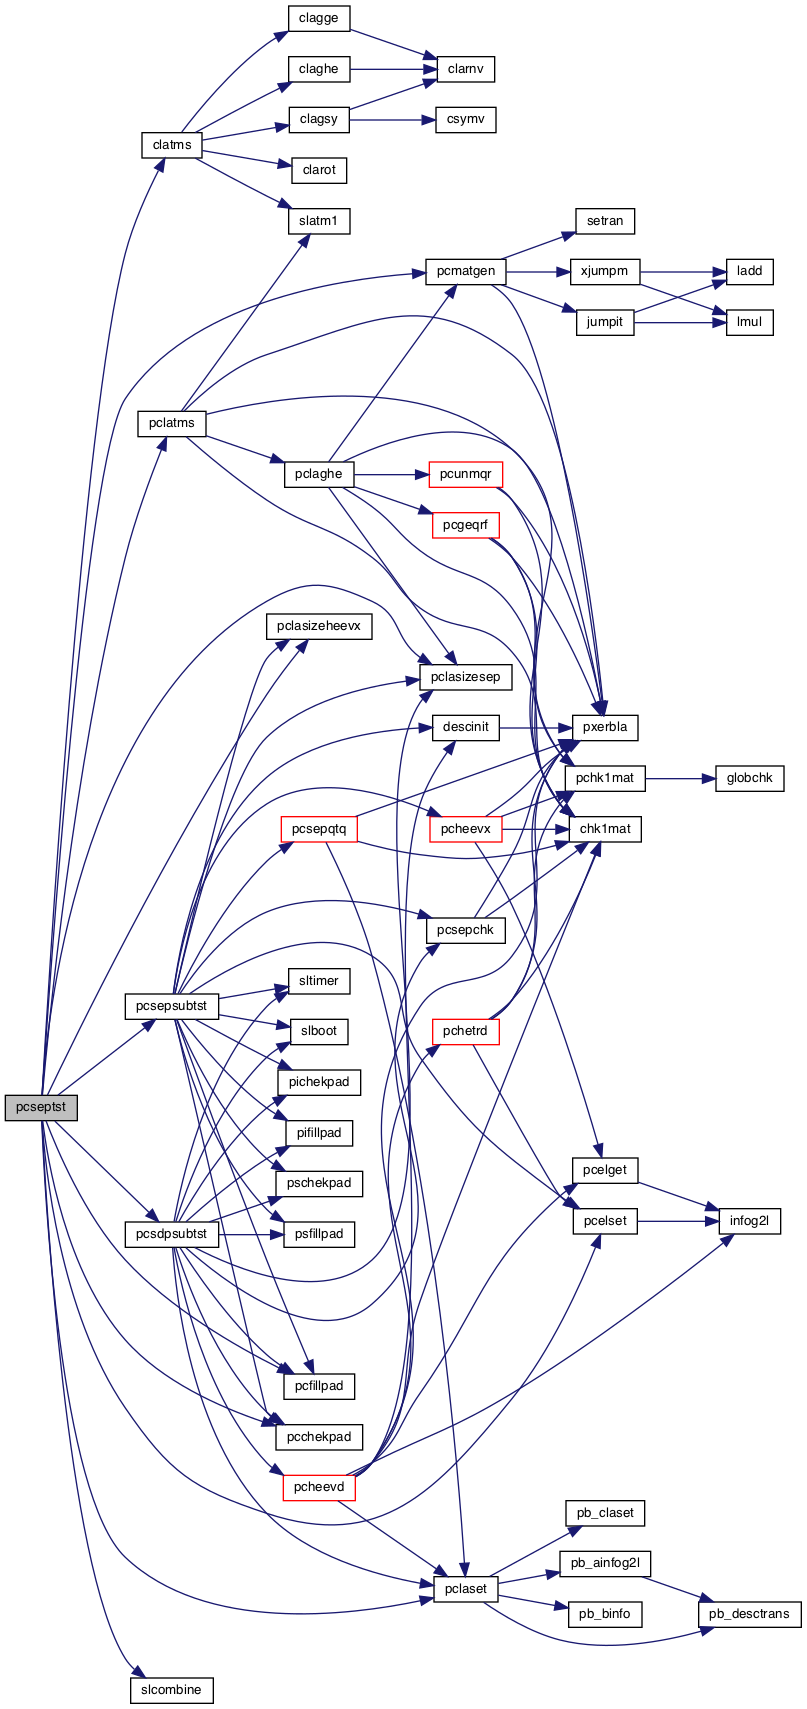 clagge
claghe
clarnv
clagsy
csymv
clatms
clarot
slatm1
setran
pcmatgen
xjumpm
ladd
jumpit
lmul
pclatms
pclaghe
pcunmqr
pcgeqrf
pclasizeheevx
pclasizesep
descinit
pxerbla
pchk1mat
globchk
pcsepqtq
pcheevx
chk1mat
pcsepchk
sltimer
pcsepsubtst
slboot
pchetrd
pichekpad
pcseptst
pifillpad
pschekpad
pcelget
pcsdpsubtst
psfillpad
pcelset
infog2l
pcfillpad
pcchekpad
pcheevd
pb_claset
pb_ainfog2l
pclaset
pb_binfo
pb_desctrans
slcombine